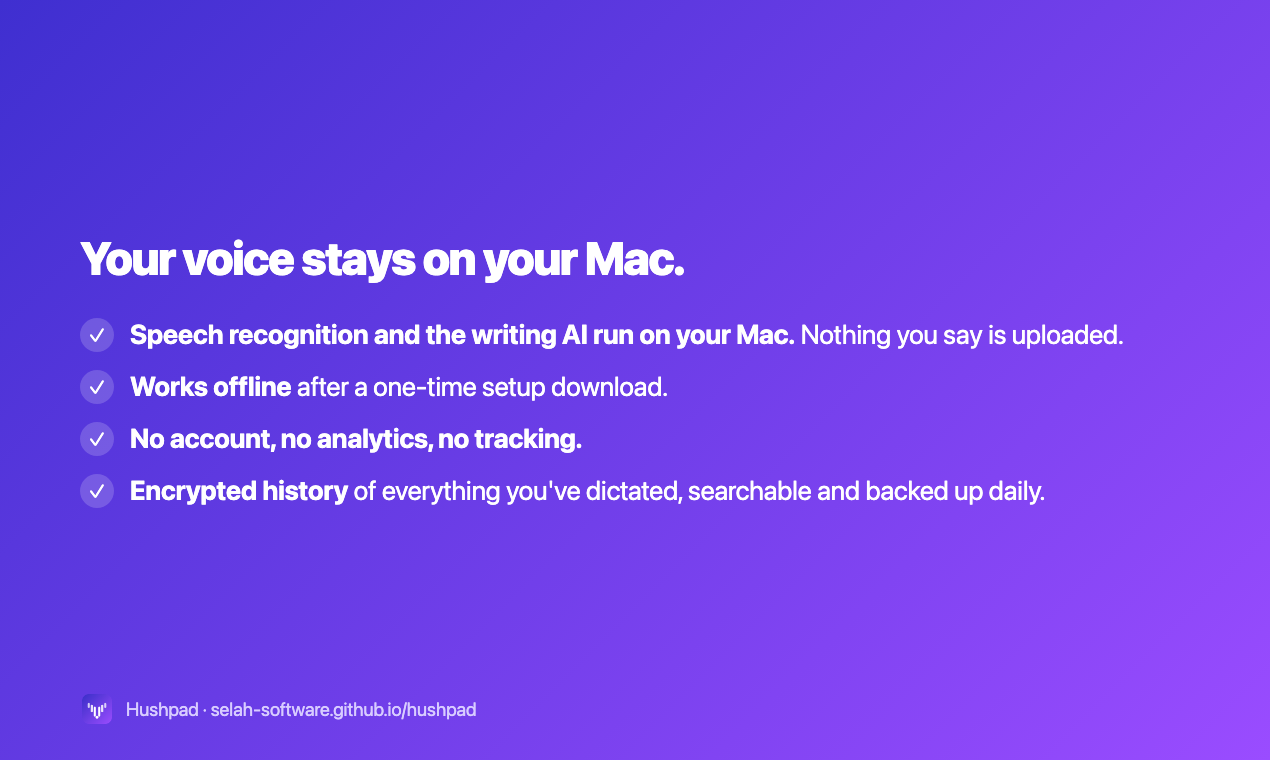 Your voice stays on your Mac.
Speech recognition and the writing AI run on your Mac. Nothing you say is uploaded.
Works offline after a one-time setup download.
No account, no analytics, no tracking.
Encrypted history of everything you've dictated, searchable and backed up daily.
Hushpad · selah-software.github.io/hushpad